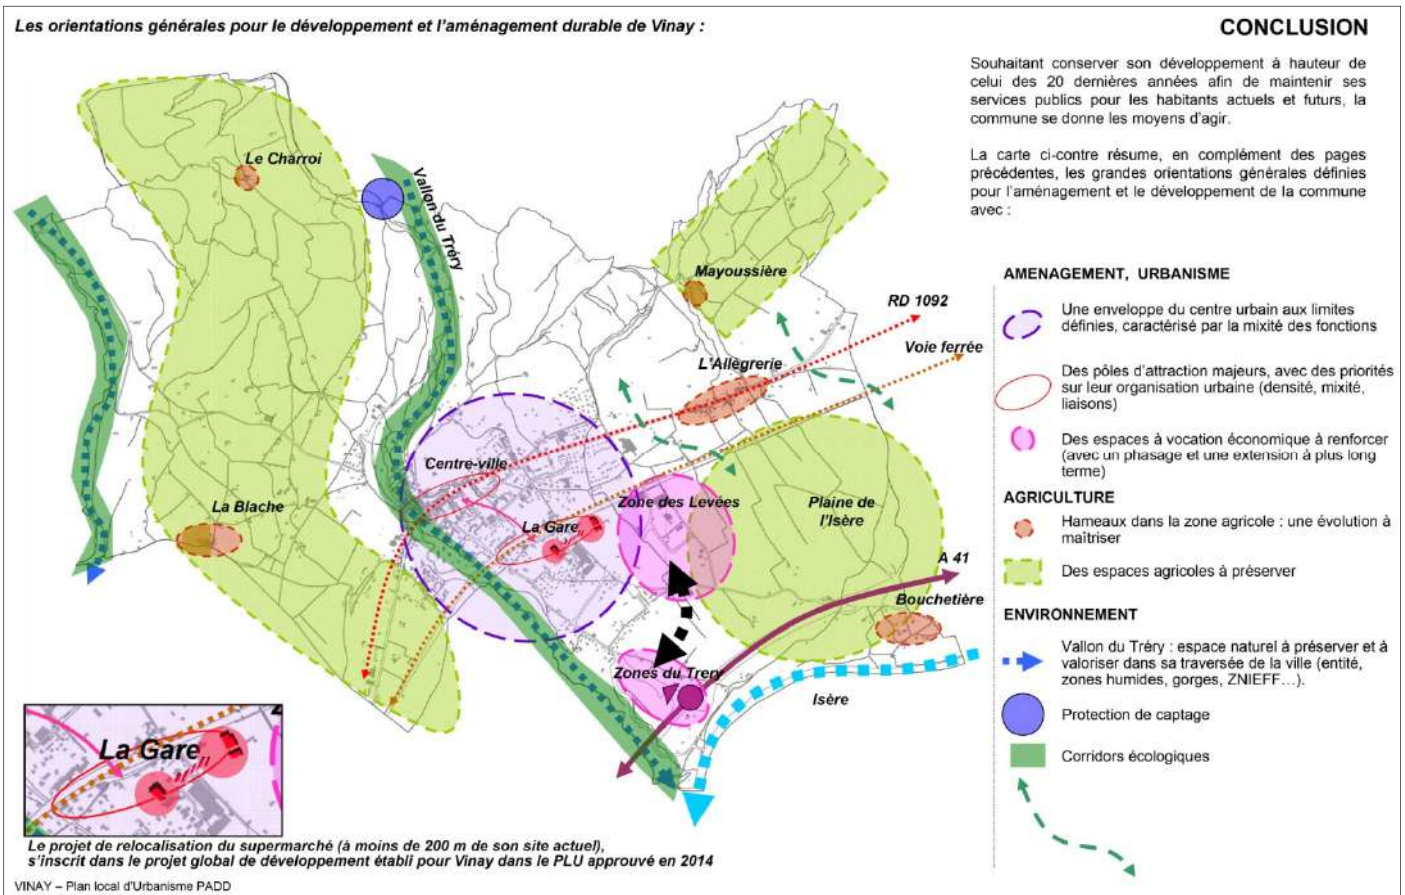 Les orientations générales pour le développement et l'aménagement durable de Vinay :
CONCLUSION
Souhaitant conserver son développement à hauteur de
celui des 20 dernières années afin de maintenir ses
services publics pour les habitants actuels et futurs, la
commune se donne les moyens d'agir.
La carte ci-contre résume, en complément des pages
précédentes, les grandes orientations générales définies
pour l'aménagement et le développement de la commune
avec :
Le Charroi
Vallon du Tréry
Mayoussière
RD 1092
Voie ferrée
L'Allègrerie
Centre-ville
La Blache
La Gare
Zone des Levées
Plaine de
l'Isère
A 41
Bouchetière
Zones du Trery
Isère
AMENAGEMENT, URBANISME
Une enveloppe du centre urbain aux limites
définies, caractérisé par la mixité des fonctions
Des pôles d'attraction majeurs, avec des priorités
sur leur organisation urbaine (densité, mixité,
liaisons)
Des espaces à vocation économique à renforcer
(avec un phasage et une extension à plus long
terme)
AGRICULTURE
Hameaux dans la zone agricole : une évolution à
maîtriser
Des espaces agricoles à préserver
ENVIRONNEMENT
Vallon du Tréry : espace naturel à préserver et à
valoriser dans sa traversée de la ville (entité,
zones humides, gorges, ZNIEFF...).
Protection de captage
Corridors écologiques
La Gare
Le projet de relocalisation du supermarché (à moins de 200 m de son site actuel),
s'inscrit dans le projet global de développement établi pour Vinay dans le PLU approuvé en 2014
VINAY – Plan local d'Urbanisme PADD